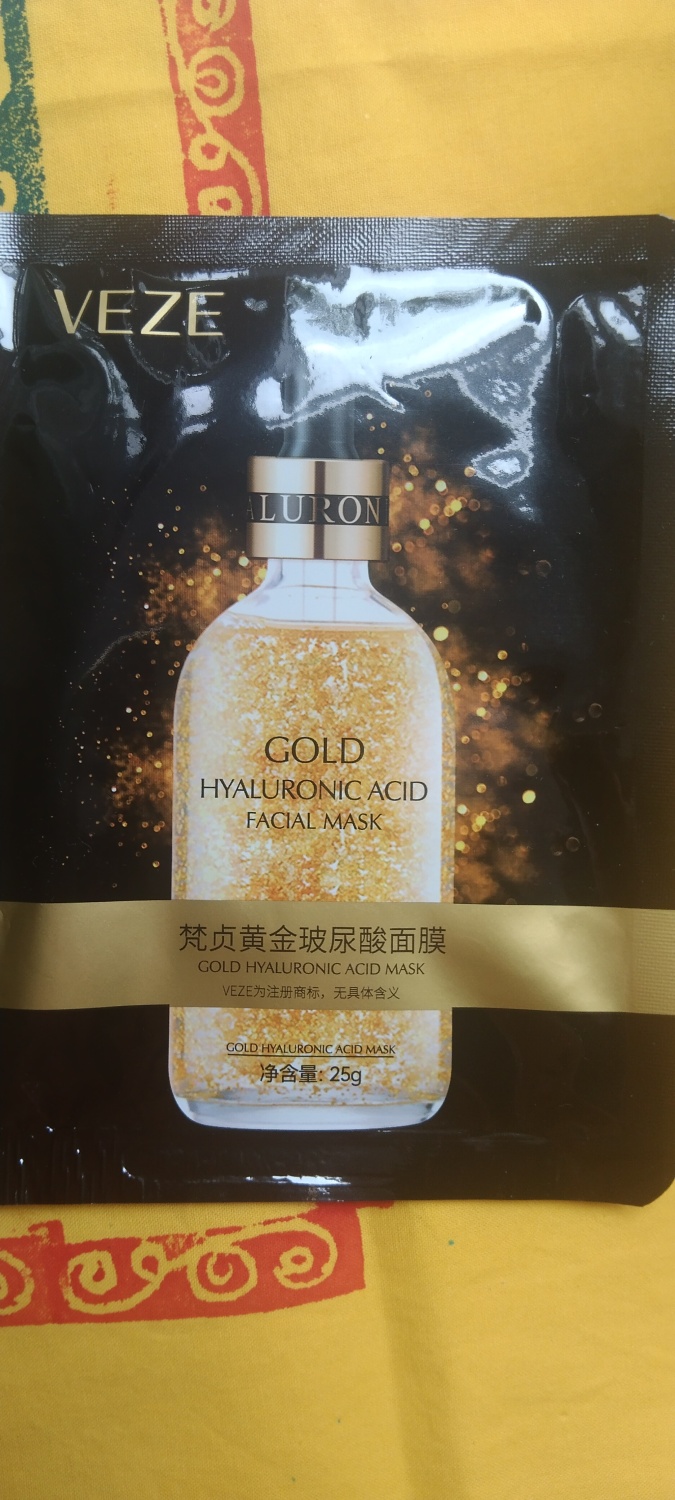 VEZE
ALURON
GOLD
HYALURONIC ACID
FACIAL MASK
梵贞黄金玻尿酸面膜
GOLD HYALURONIC ACID MASK
VEZE为注册商标，无具体含义
GOLD HYALURONIC ACID MASK
净含量: 25g